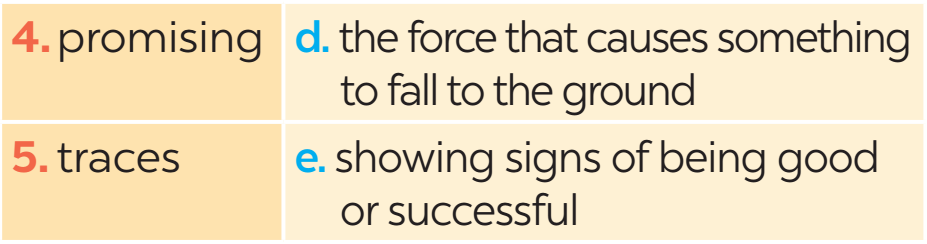 4. promising d. the force that causes something
to fall to the ground
5. traces e. showing signs of being good
or successful